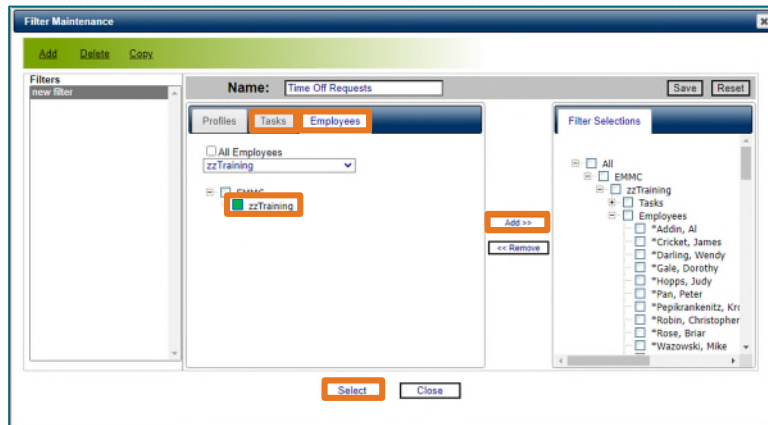 Filter Maintenance
Add Delete Copy
Filters
new filter
Name: Time Off Requests
Save Reset
Profiles Tasks Employees
All Employees
zzTraining
EMMC
zzTraining
Add >>
<< Remove
Filter Selections
All
EMMC
zzTraining
Tasks
Employees
*Addin, Al
*Cricket, James
*Darling, Wendy
*Gale, Dorothy
*Hopps, Judy
*Pan, Peter
*Pepikrankenitz, Kro
*Robin, Christopher
*Rose, Briar
*Wazowski, Mike
Select Close